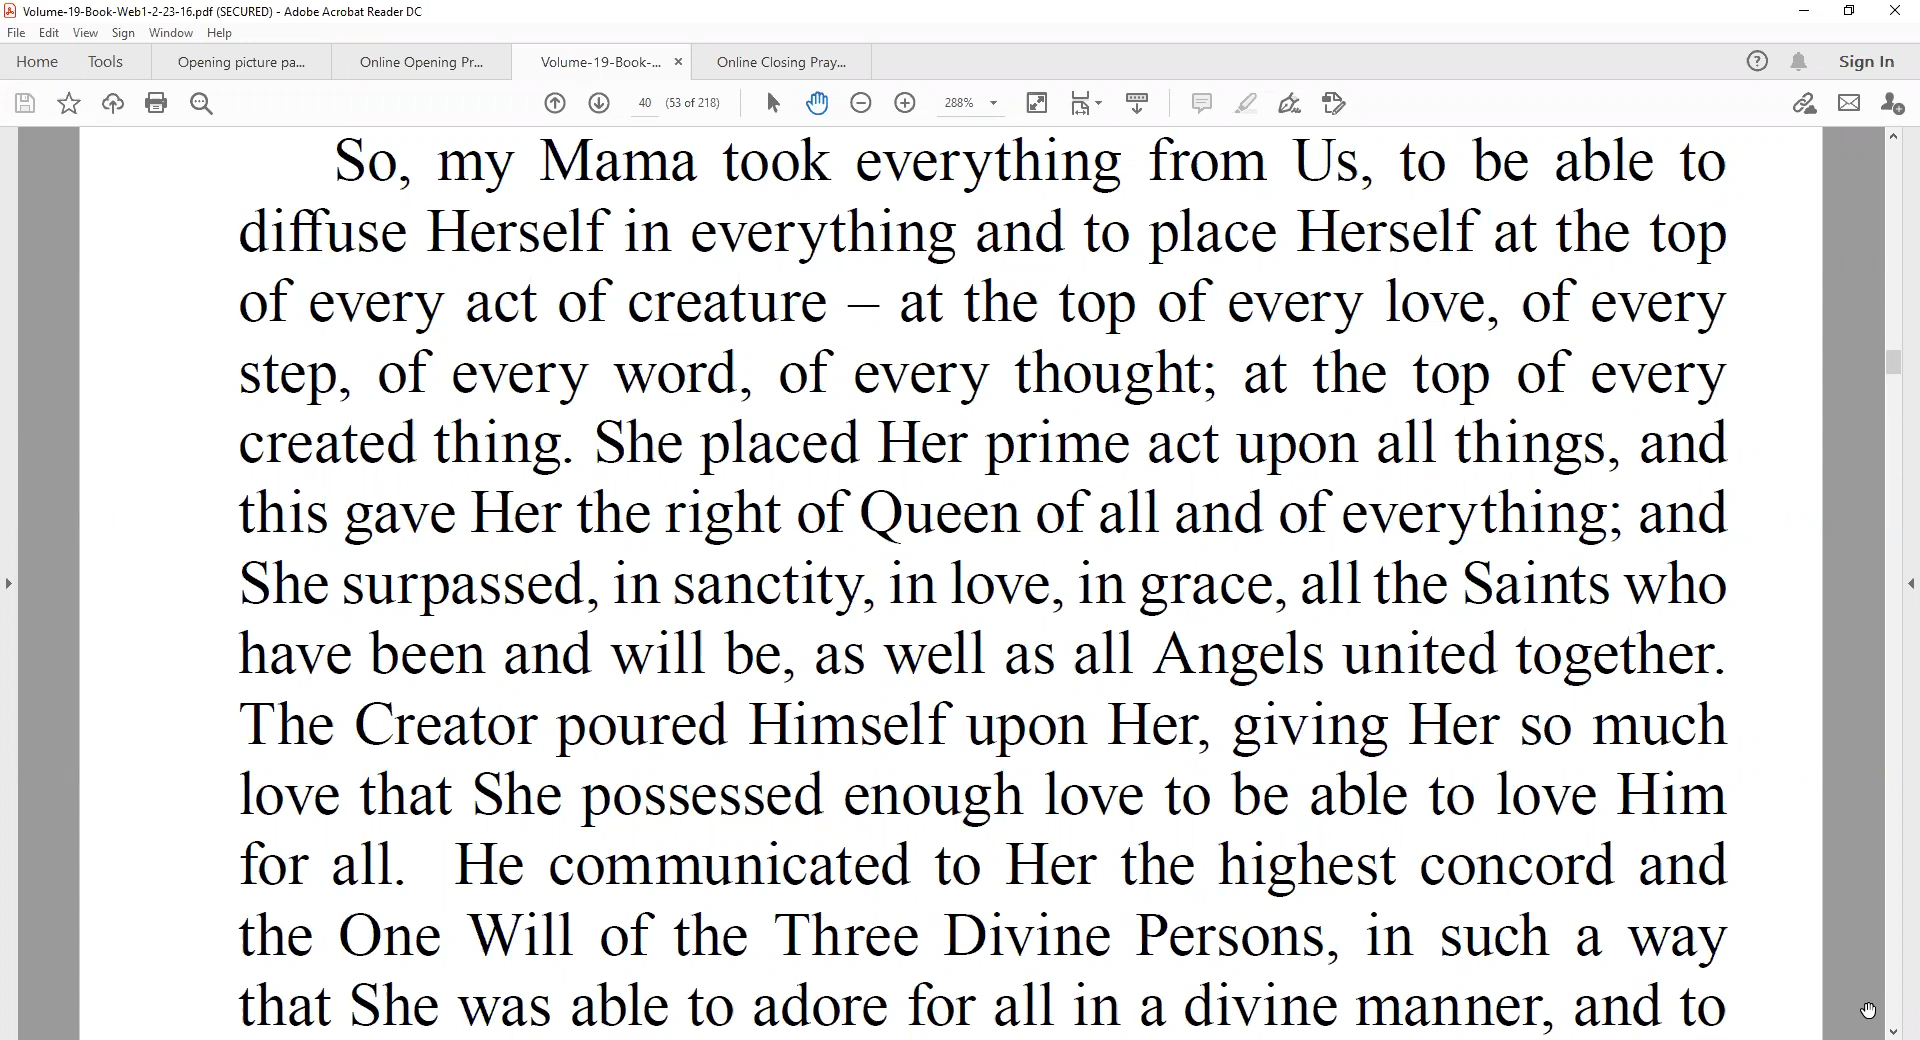 Volume-19-Book-Web1-2-23-16.pdf (SECURED) - Adobe Acrobat Reader DC
File Edit View Sign Window Help
Home Tools Opening picture pa... Online Opening Pr... Volume-19-Book-... × Online Closing Pray... Sign In
40 (53 of 218) 288%
So, my Mama took everything from Us, to be able to
diffuse Herself in everything and to place Herself at the top
of every act of creature – at the top of every love, of every
step, of every word, of every thought; at the top of every
created thing. She placed Her prime act upon all things, and
this gave Her the right of Queen of all and of everything; and
She surpassed, in sanctity, in love, in grace, all the Saints who
have been and will be, as well as all Angels united together.
The Creator poured Himself upon Her, giving Her so much
love that She possessed enough love to be able to love Him
for all. He communicated to Her the highest concord and
the One Will of the Three Divine Persons, in such a way
that She was able to adore for all in a divine manner, and to